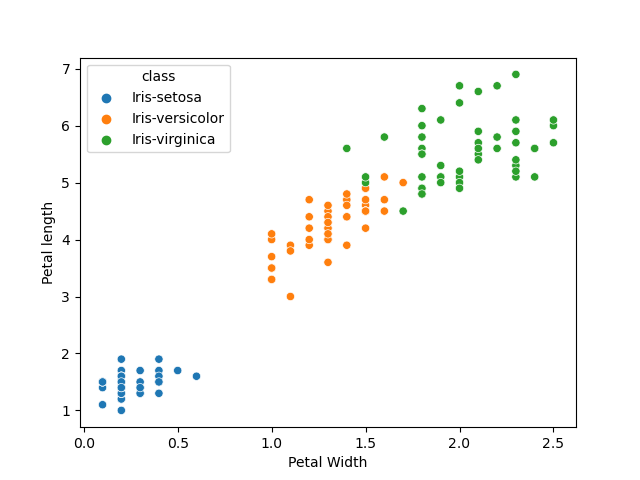 7
6
5
4
3
2
1
Petal length
class
Iris-setosa
Iris-versicolor
Iris-virginica
0.0 0.5 1.0 1.5 2.0 2.5
Petal Width